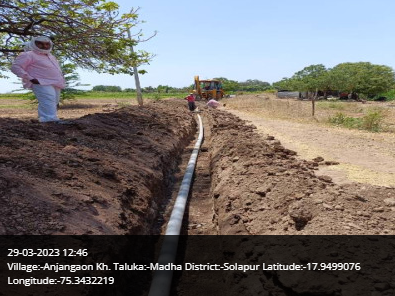 29-03-2023 12:46
Village:-Anjangaon Kh. Taluka:-Madha District:-Solapur Latitude:-17.9499076
Longitude:-75.3432219